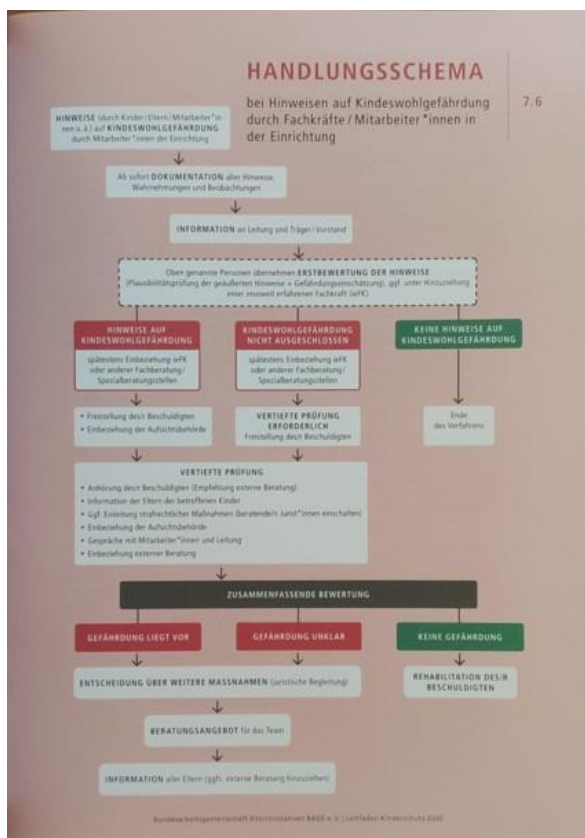 HANDLUNGSSCHEMA
bei Hinweisen auf Kindeswohlgefährdung
durch Fachkräfte / Mitarbeiter*innen in
der Einrichtung
7.6
HINWEISE (durch Kinder/Eltern/Mitarbeiter*in-
nen u. ä.) auf KINDESWOHLGEFÄHRDUNG
durch Mitarbeiter*innen der Einrichtung
Ab sofort DOKUMENTATION aller Hinweise,
Wahrnehmungen und Beobachtungen
INFORMATION an Leitung und Träger/Vorstand
Oben genannte Personen übernehmen ERSTBEWERTUNG DER HINWEISE
(Plausibilitätsprüfung der geäußerten Hinweise + Gefährdungseinschätzung), ggf. unter Hinzuziehung
einer insoweit erfahrenen Fachkraft (ieFK)
HINWEISE AUF
KINDESWOHLGEFÄHRDUNG
spätestens Einbeziehung ieFK
oder anderer Fachberatung/
Spezialberatungsstellen
KINDESWOHLGEFÄHRDUNG
NICHT AUSGESCHLOSSEN
spätestens Einbeziehung ieFK
oder anderer Fachberatung/
Spezialberatungsstellen
KEINE HINWEISE AUF
KINDESWOHLGEFÄHRDUNG
• Freistellung des/r Beschuldigten
• Einbeziehung der Aufsichtsbehörde
VERTIEFTE PRÜFUNG
ERFORDERLICH
Freistellung des/r Beschuldigten
Ende
des Verfahrens
VERTIEFTE PRÜFUNG
• Anhörung des/r Beschuldigten (Empfehlung externe Beratung)
• Information der Eltern der betroffenen Kinder
• Ggf. Einleitung strafrechtlicher Maßnahmen (beratende/n Jurist*innen einschalten)
• Einbeziehung der Aufsichtsbehörde
• Gespräche mit Mitarbeiter*innen und Leitung
• Einbeziehung externer Beratung
ZUSAMMENFASSENDE BEWERTUNG
GEFÄHRDUNG LIEGT VOR
GEFÄHRDUNG UNKLAR
KEINE GEFÄHRDUNG
ENTSCHEIDUNG ÜBER WEITERE MASSNAHMEN (juristische Begleitung)
REHABILITATION DES/R
BESCHULDIGTEN
BERATUNGSANGEBOT für das Team
INFORMATION aller Eltern (ggfs. externe Beratung hinzuziehen)
Bundesarbeitsgemeinschaft Elterninitiativen BAGE e.V. | Leitfaden Kinderschutz 2020